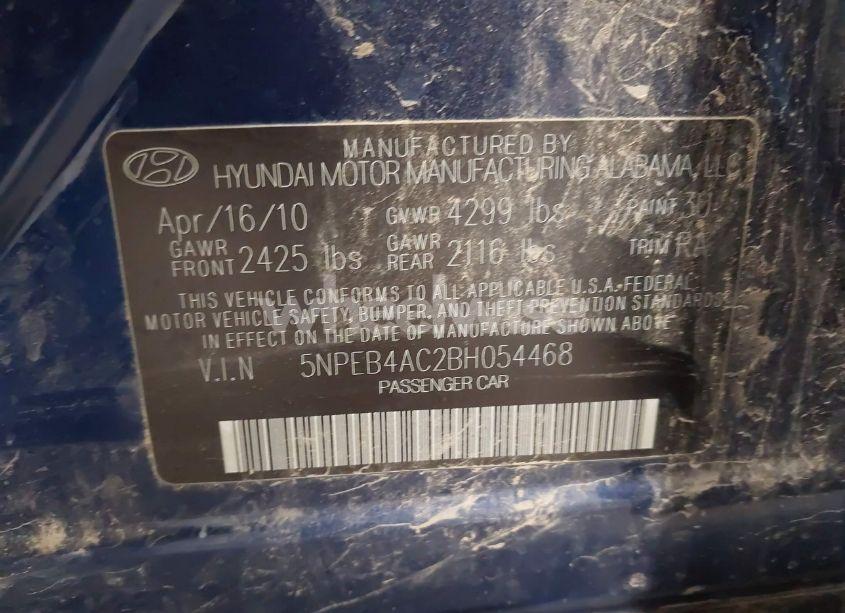 MANUFACTURED BY
HYUNDAI MOTOR MANUFACTURING ALABAMA, LLC
Apr/16/10 GVWR 4299 lbs PAINT
GAWR FRONT 2425 lbs GAWR REAR 2116 lbs TRIM RA
THIS VEHICLE CONFORMS TO ALL APPLICABLE U.S.A. FEDERAL
MOTOR VEHICLE SAFETY, BUMPER, AND THEFT PREVENTION STANDARDS
IN EFFECT ON THE DATE OF MANUFACTURE SHOWN ABOVE
V.I.N 5NPEB4AC2BH054468
PASSENGER CAR